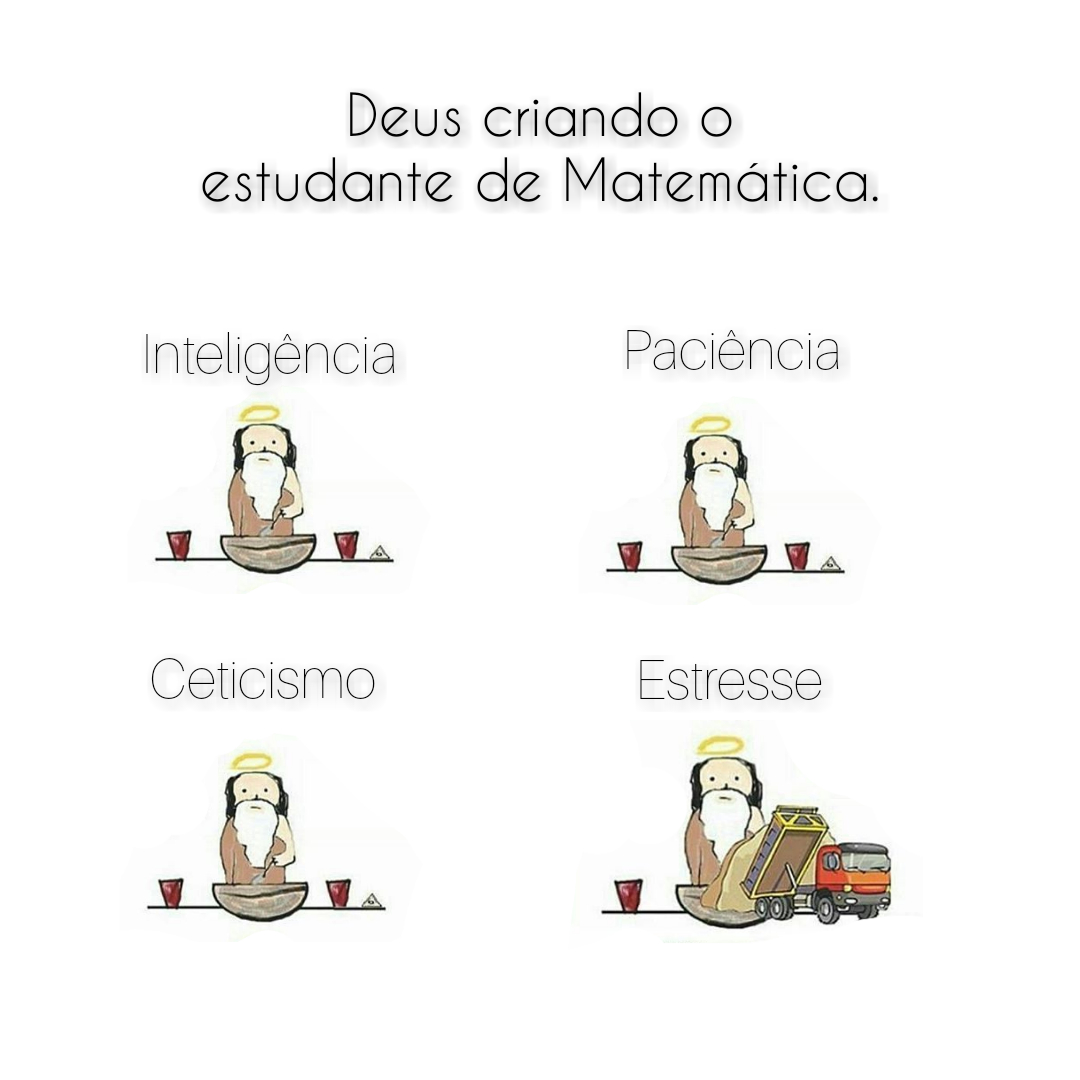 Deus criando o
estudante de Matemática.
Inteligência
Paciência
Ceticismo
Estresse